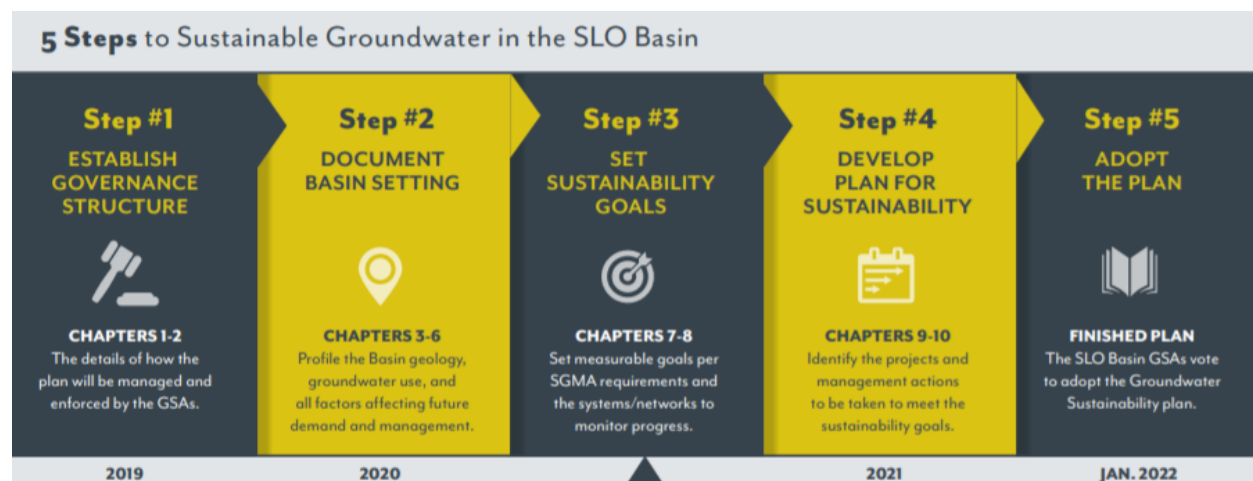 5 Steps to Sustainable Groundwater in the SLO Basin
Step #1
ESTABLISH
GOVERNANCE
STRUCTURE
CHAPTERS 1-2
The details of how the
plan will be managed and
enforced by the GSAs.
2019
Step #2
DOCUMENT
BASIN SETTING
CHAPTERS 3-6
Profile the Basin geology,
groundwater use, and
all factors affecting future
demand and management.
2020
Step #3
SET
SUSTAINABILITY
GOALS
CHAPTERS 7-8
Set measurable goals per
SGMA requirements and
the systems/networks to
monitor progress.
Step #4
DEVELOP
PLAN FOR
SUSTAINABILITY
CHAPTERS 9-10
Identify the projects and
management actions
to be taken to meet the
sustainability goals.
2021
Step #5
ADOPT
THE PLAN
FINISHED PLAN
The SLO Basin GSAs vote
to adopt the Groundwater
Sustainability plan.
JAN. 2022